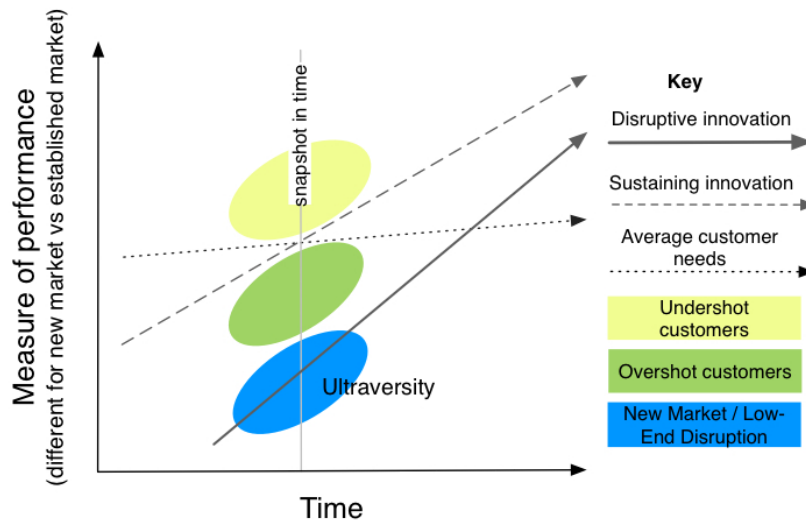 Measure of performance
(different for new market vs established market)
snapshot in time
Ultraversity
Time
Key
Disruptive innovation
Sustaining innovation
Average customer
needs
Undershot
customers
Overshot customers
New Market / Low-
End Disruption